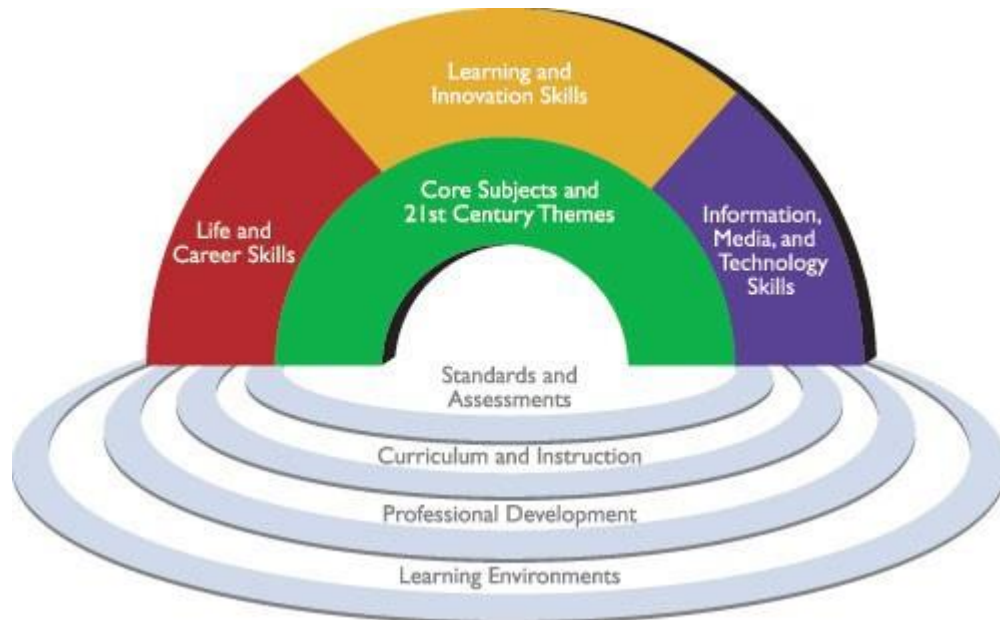 Learning and
Innovation Skills
Core Subjects and
21st Century Themes
Life and
Career Skills
Information,
Media, and
Technology
Skills
Standards and
Assessments
Curriculum and Instruction
Professional Development
Learning Environments